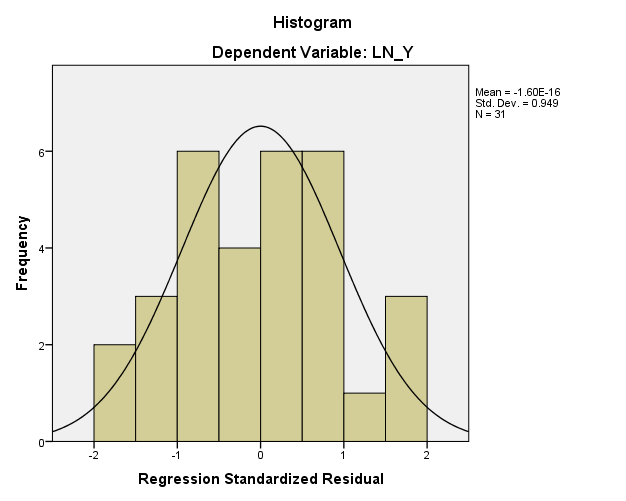 Histogram
Dependent Variable: LN_Y
Mean = -1.60E-16
Std. Dev. = 0.949
N = 31
Frequency
6
4
2
0
-2 -1 0 1 2
Regression Standardized Residual